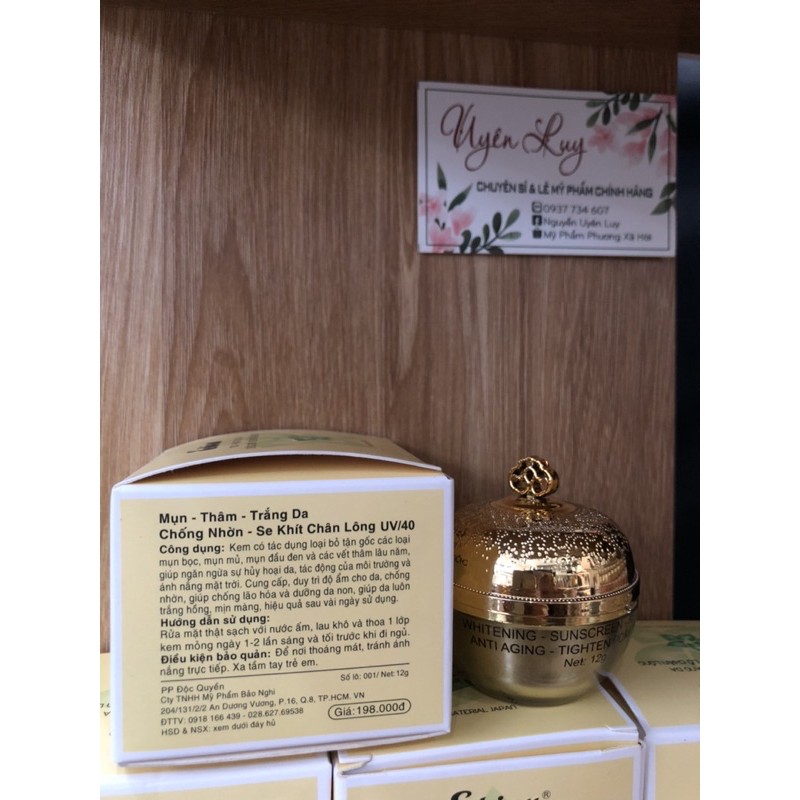 Uyên Luy
CHUYÊN SỈ & LẺ MỸ PHẨM CHÍNH HÃNG
0937 734 607
Nguyễn Uyên Luy
Mỹ Phẩm Phương Xã Hội
Mụn - Thâm - Trắng Da
Chống Nhờn - Se Khít Chân Lông UV/40
Công dụng: Kem có tác dụng loại bỏ tận gốc các loại
mụn bọc, mụn mủ, mụn đầu đen và các vết thâm lâu năm,
giúp ngăn ngừa sự hủy hoại da, tác động của môi trường và
ánh nắng mặt trời. Cung cấp, duy trì độ ẩm cho da, chống
nhờn, giúp chống lão hóa và dưỡng da non, giúp da luôn
trắng hồng, mịn màng, hiệu quả sau vài ngày sử dụng.
Hướng dẫn sử dụng:
Rửa mặt thật sạch với nước ấm, lau khô và thoa 1 lớp
kem mỏng ngày 1-2 lần sáng và tối trước khi đi ngủ.
Điều kiện bảo quản: Để nơi thoáng mát, tránh ánh
nắng trực tiếp. Xa tầm tay trẻ em.
Số lô: 001/ Net: 12g
PP Độc Quyền
Cty TNHH Mỹ Phẩm Bảo Nghi
204/131/2/2 An Dương Vương, P.16, Q.8, TP.HCM. VN
ĐTTV: 0918 166 439 - 028.627.69538
HSD & NSX: xem dưới đáy hủ
Giá: 198.000đ
WHITENING - SUNSCREEN
ANTI AGING - TIGHTEN
Net: 12g
MATERIAL JAPAN